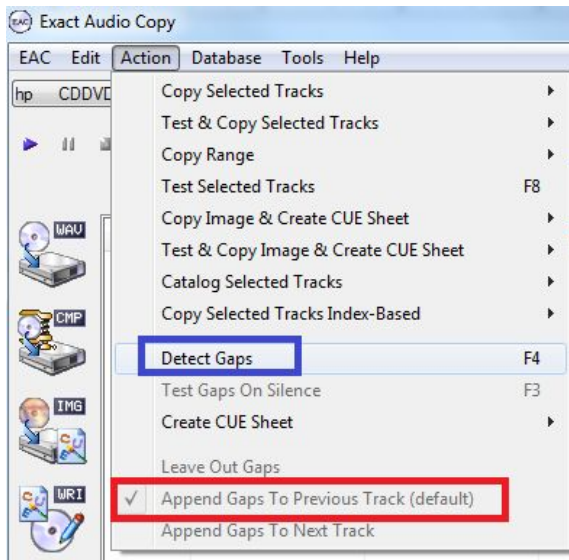 EAC Exact Audio Copy
EAC Edit Action Database Tools Help
hp CDDVD
Copy Selected Tracks
Test & Copy Selected Tracks
Copy Range
Test Selected Tracks F8
WAV
Copy Image & Create CUE Sheet
Test & Copy Image & Create CUE Sheet
Catalog Selected Tracks
CMP
Copy Selected Tracks Index-Based
Detect Gaps F4
Test Gaps On Silence F3
IMG
Create CUE Sheet
Leave Out Gaps
WRI
✓ Append Gaps To Previous Track (default)
Append Gaps To Next Track